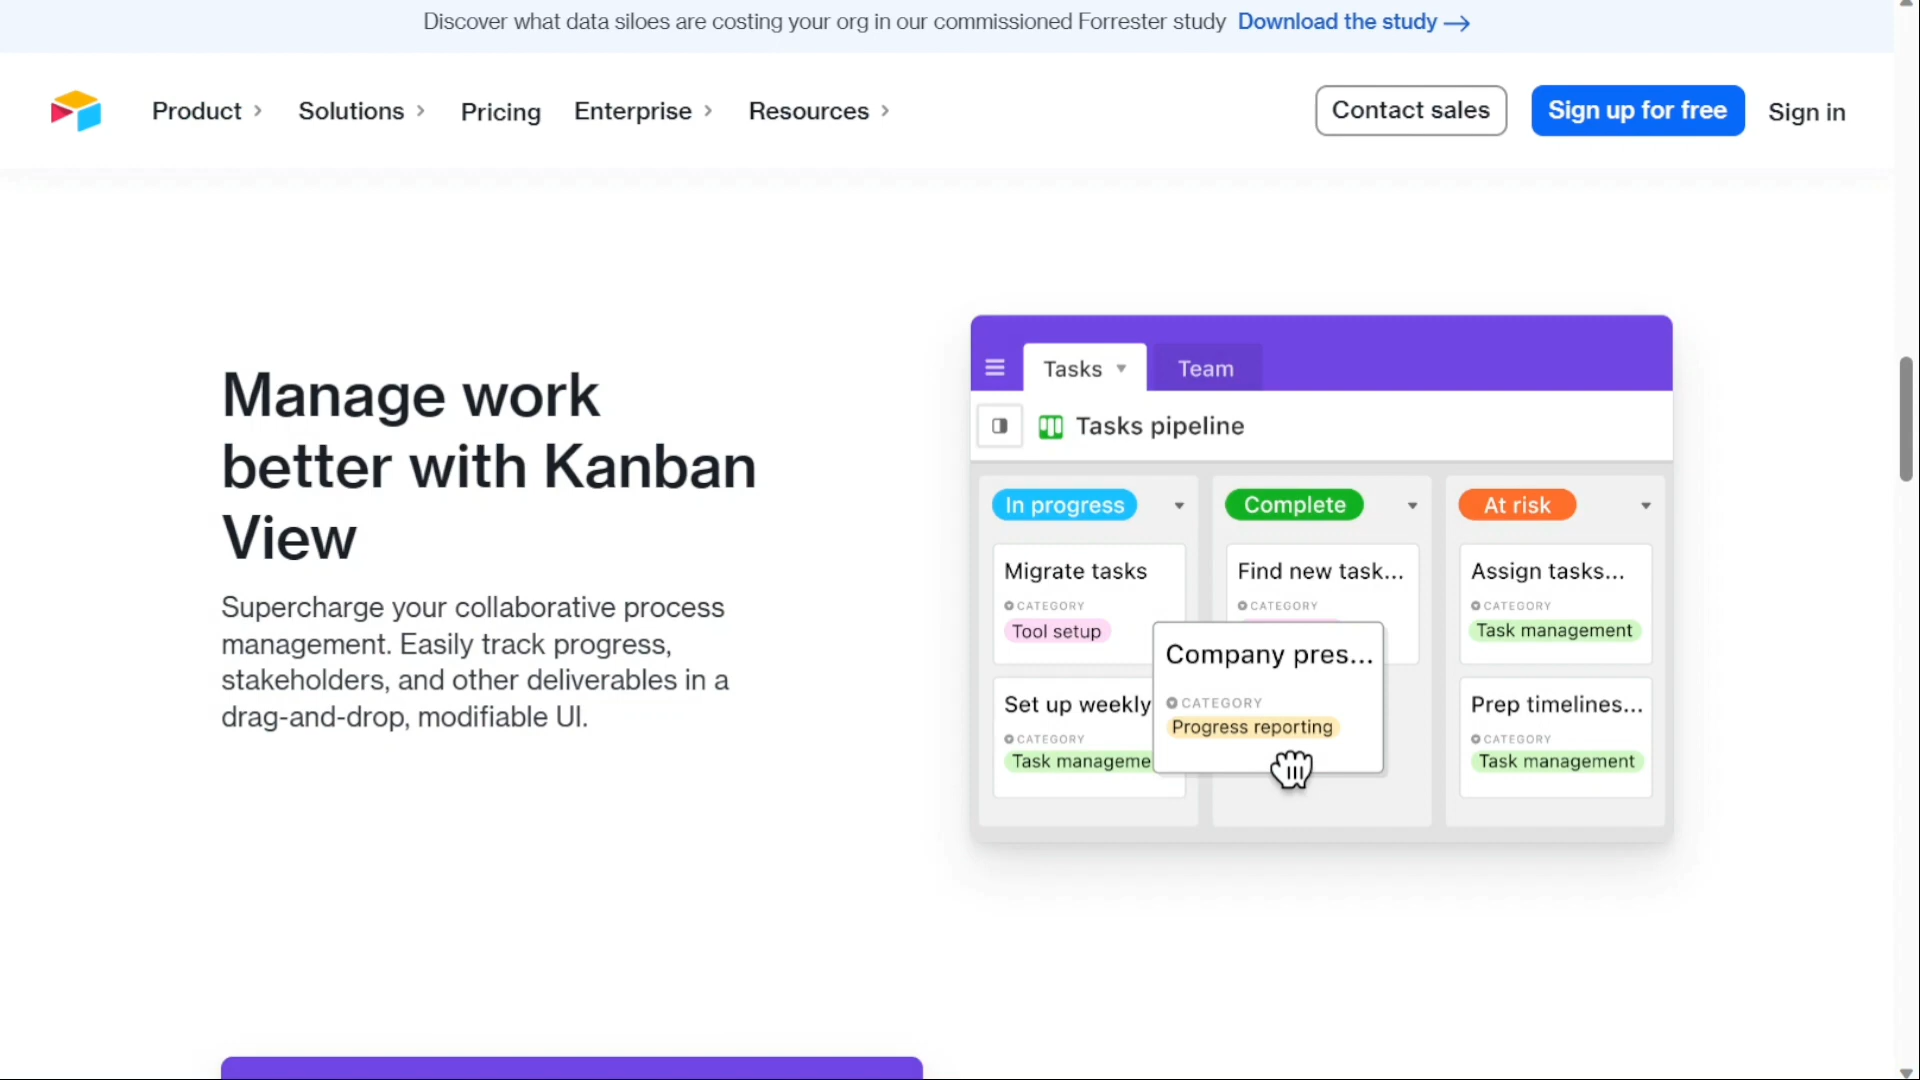 Discover what data siloes are costing your org in our commissioned Forrester study Download the study →
Product Solutions Pricing Enterprise Resources Contact sales Sign up for free Sign in
Manage work
better with Kanban
View
Supercharge your collaborative process
management. Easily track progress,
stakeholders, and other deliverables in a
drag-and-drop, modifiable UI.
Tasks Team
Tasks pipeline
In progress Complete At risk
Migrate tasks Find new task... Assign tasks...
CATEGORY CATEGORY CATEGORY
Tool setup Task management
Company pres...
CATEGORY
Progress reporting
Set up weekly Prep timelines...
CATEGORY CATEGORY
Task manageme Task management